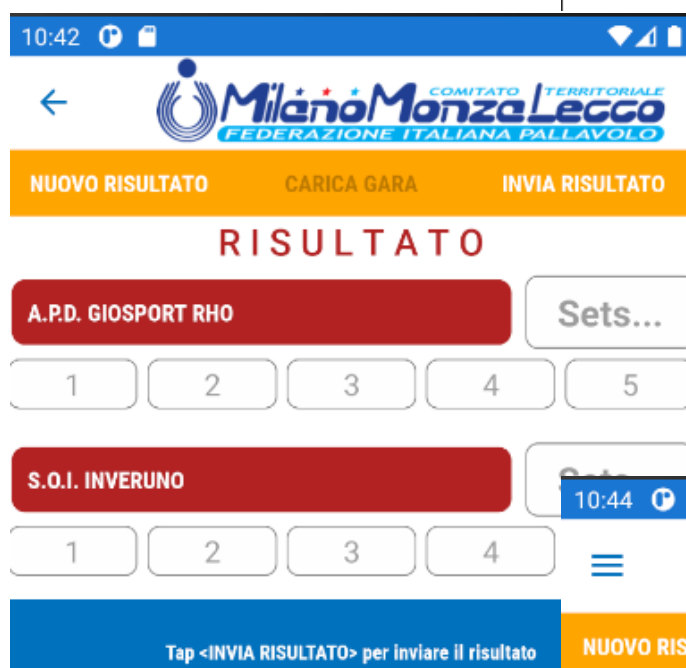 10:42
COMITATO TERRITORIALE
MilanoMonzaLecco
FEDERAZIONE ITALIANA PALLAVOLO
NUOVO RISULTATO CARICA GARA INVIA RISULTATO
RISULTATO
A.P.D. GIOSPORT RHO Sets...
1 2 3 4 5
S.O.I. INVERUNO
1 2 3 4
10:44
Tap <INVIA RISULTATO> per inviare il risultato
NUOVO RIS